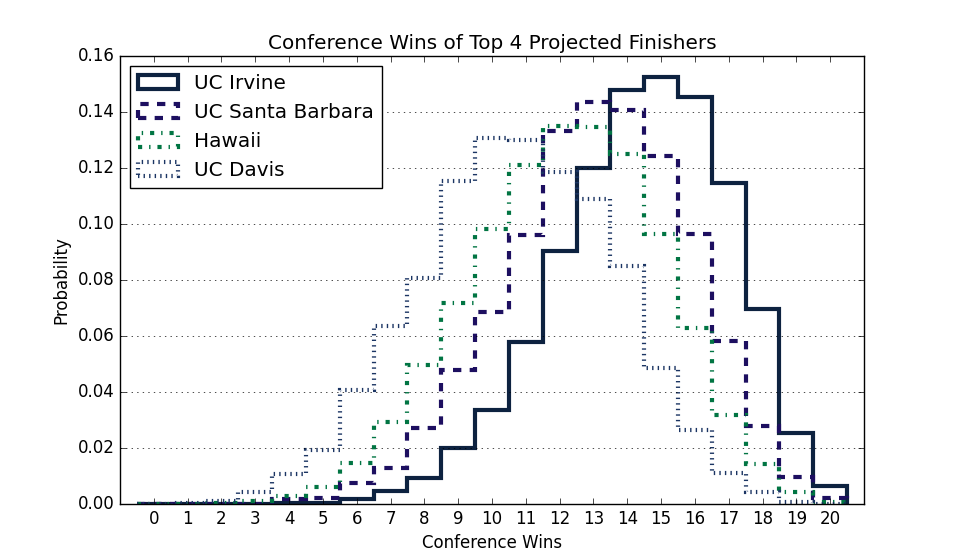 Conference Wins of Top 4 Projected Finishers
0.16
0.14
0.12
0.10
0.08
0.06
0.04
0.02
0.00
Probability
UC Irvine
UC Santa Barbara
Hawaii
UC Davis
0 1 2 3 4 5 6 7 8 9 10 11 12 13 14 15 16 17 18 19 20
Conference Wins